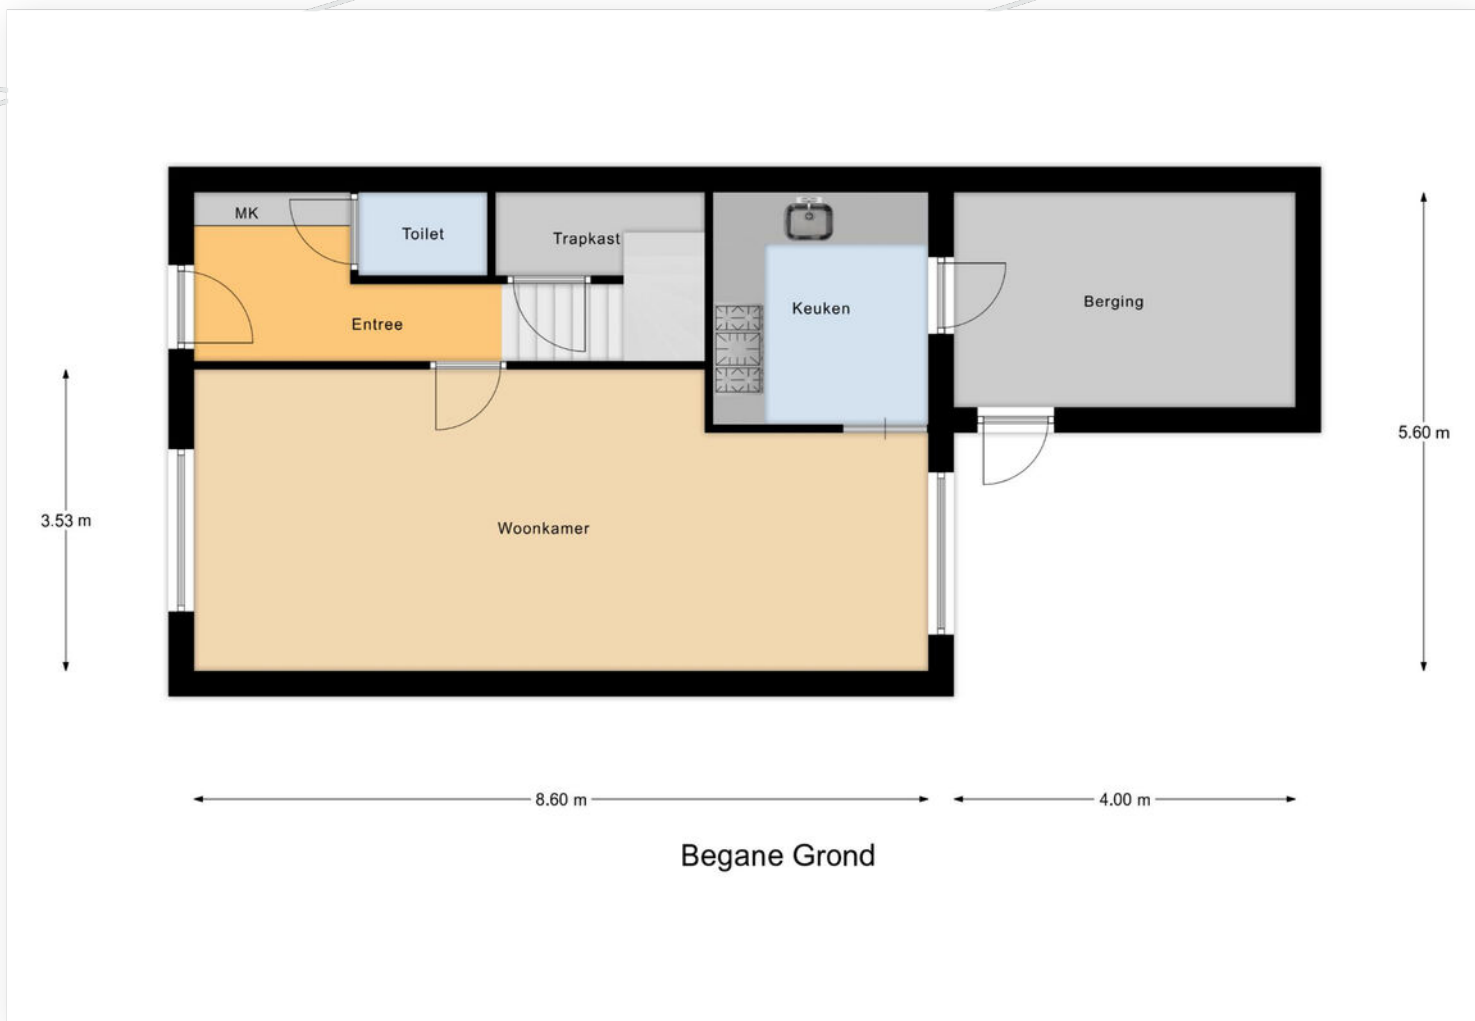 MK
Toilet
Trapkast
Entree
Keuken
Berging
3.53 m
5.60 m
Woonkamer
8.60 m
4.00 m
Begane Grond